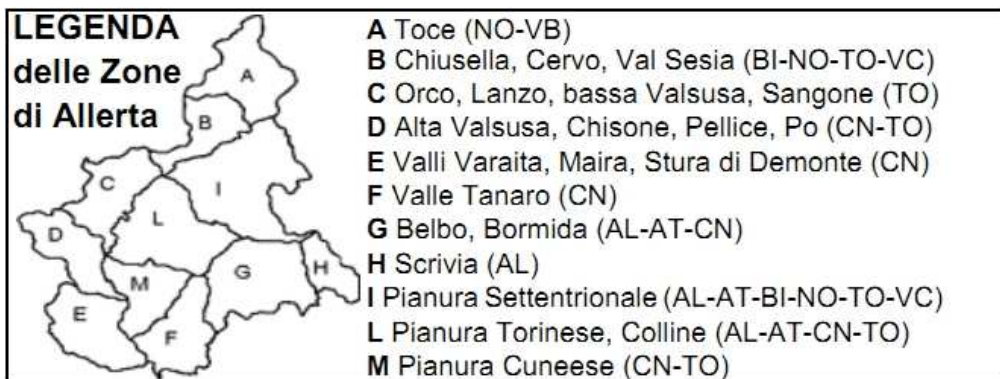 LEGENDA
delle Zone
di Allerta
A
B
C
I
L
D
G
H
M
E
F
A Toce (NO-VB)
B Chiusella, Cervo, Val Sesia (BI-NO-TO-VC)
C Orco, Lanzo, bassa Valsusa, Sangone (TO)
D Alta Valsusa, Chisone, Pellice, Po (CN-TO)
E Valli Varaita, Maira, Stura di Demonte (CN)
F Valle Tanaro (CN)
G Belbo, Bormida (AL-AT-CN)
H Scrivia (AL)
I Pianura Settentrionale (AL-AT-BI-NO-TO-VC)
L Pianura Torinese, Colline (AL-AT-CN-TO)
M Pianura Cuneese (CN-TO)